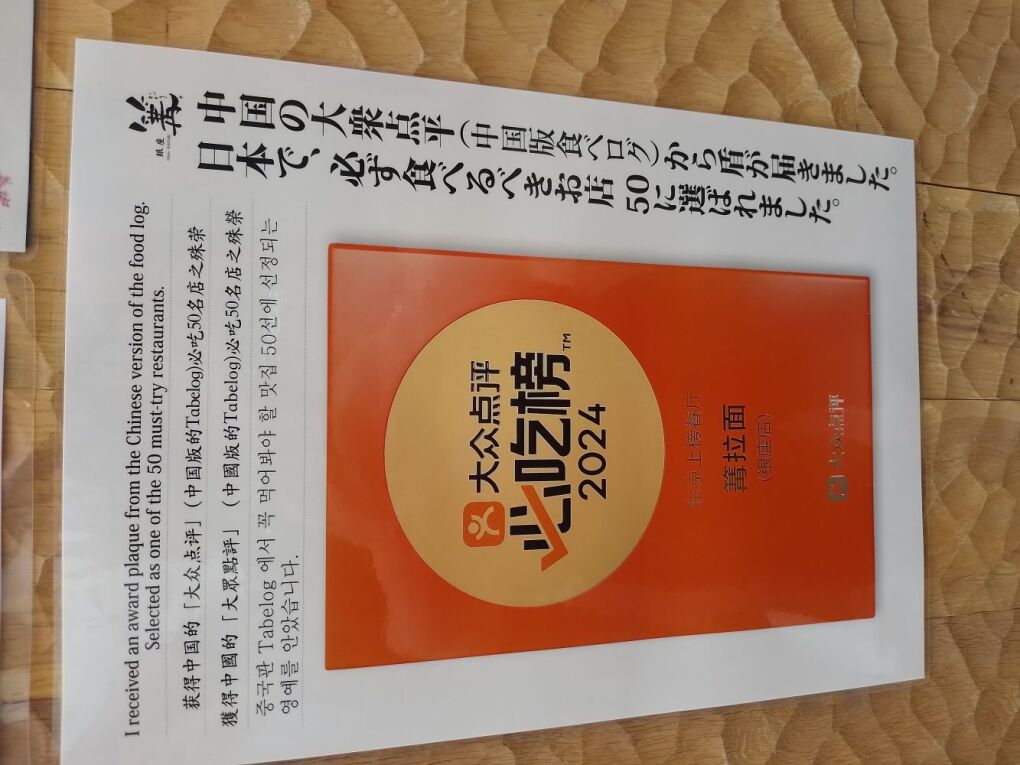 I received an award plaque from the Chinese version of the food log.
Selected as one of the 50 must-try restaurants.
获得中国的「大众点评」(中国版的Tabelog)必吃50名店之殊荣
獲得中國的「大眾點評」(中國版的Tabelog)必吃50名店之殊榮
중국판 Tabelog 에서 꼭 먹어봐야 할 맛집 50선에 선정되는
영예를 안았습니다.
銀座
篝
中国の大衆点平(中国版食べログ)から盾が届きました。
日本で、必ず食べるべきお店50に選ばれました。
大众点评
必吃榜™
2024
东京上榜餐厅
篝拉面
(银座店)
大众点评